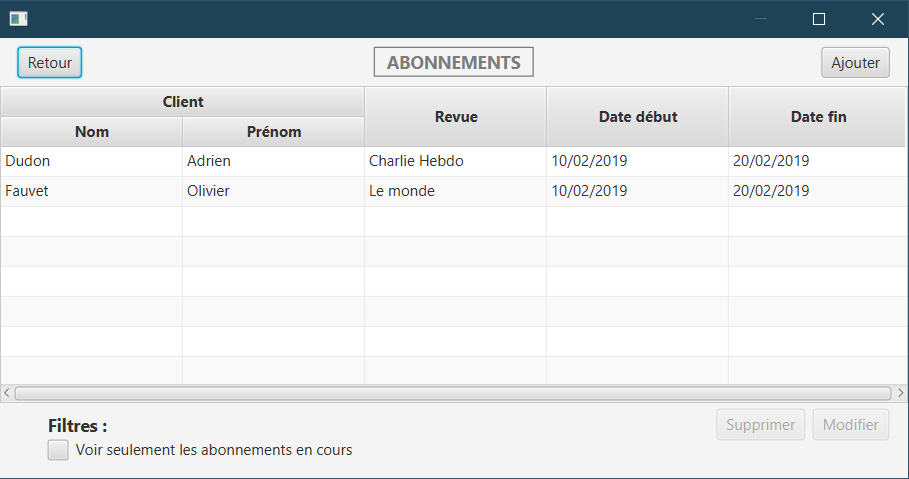 Retour ABONNEMENTS Ajouter
Client Revue Date début Date fin
Nom Prénom
Dudon Adrien Charlie Hebdo 10/02/2019 20/02/2019
Fauvet Olivier Le monde 10/02/2019 20/02/2019
Filtres : Supprimer Modifier
Voir seulement les abonnements en cours